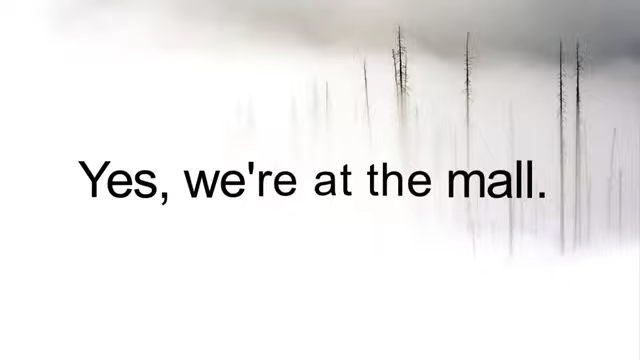 Yes, we're at the mall.